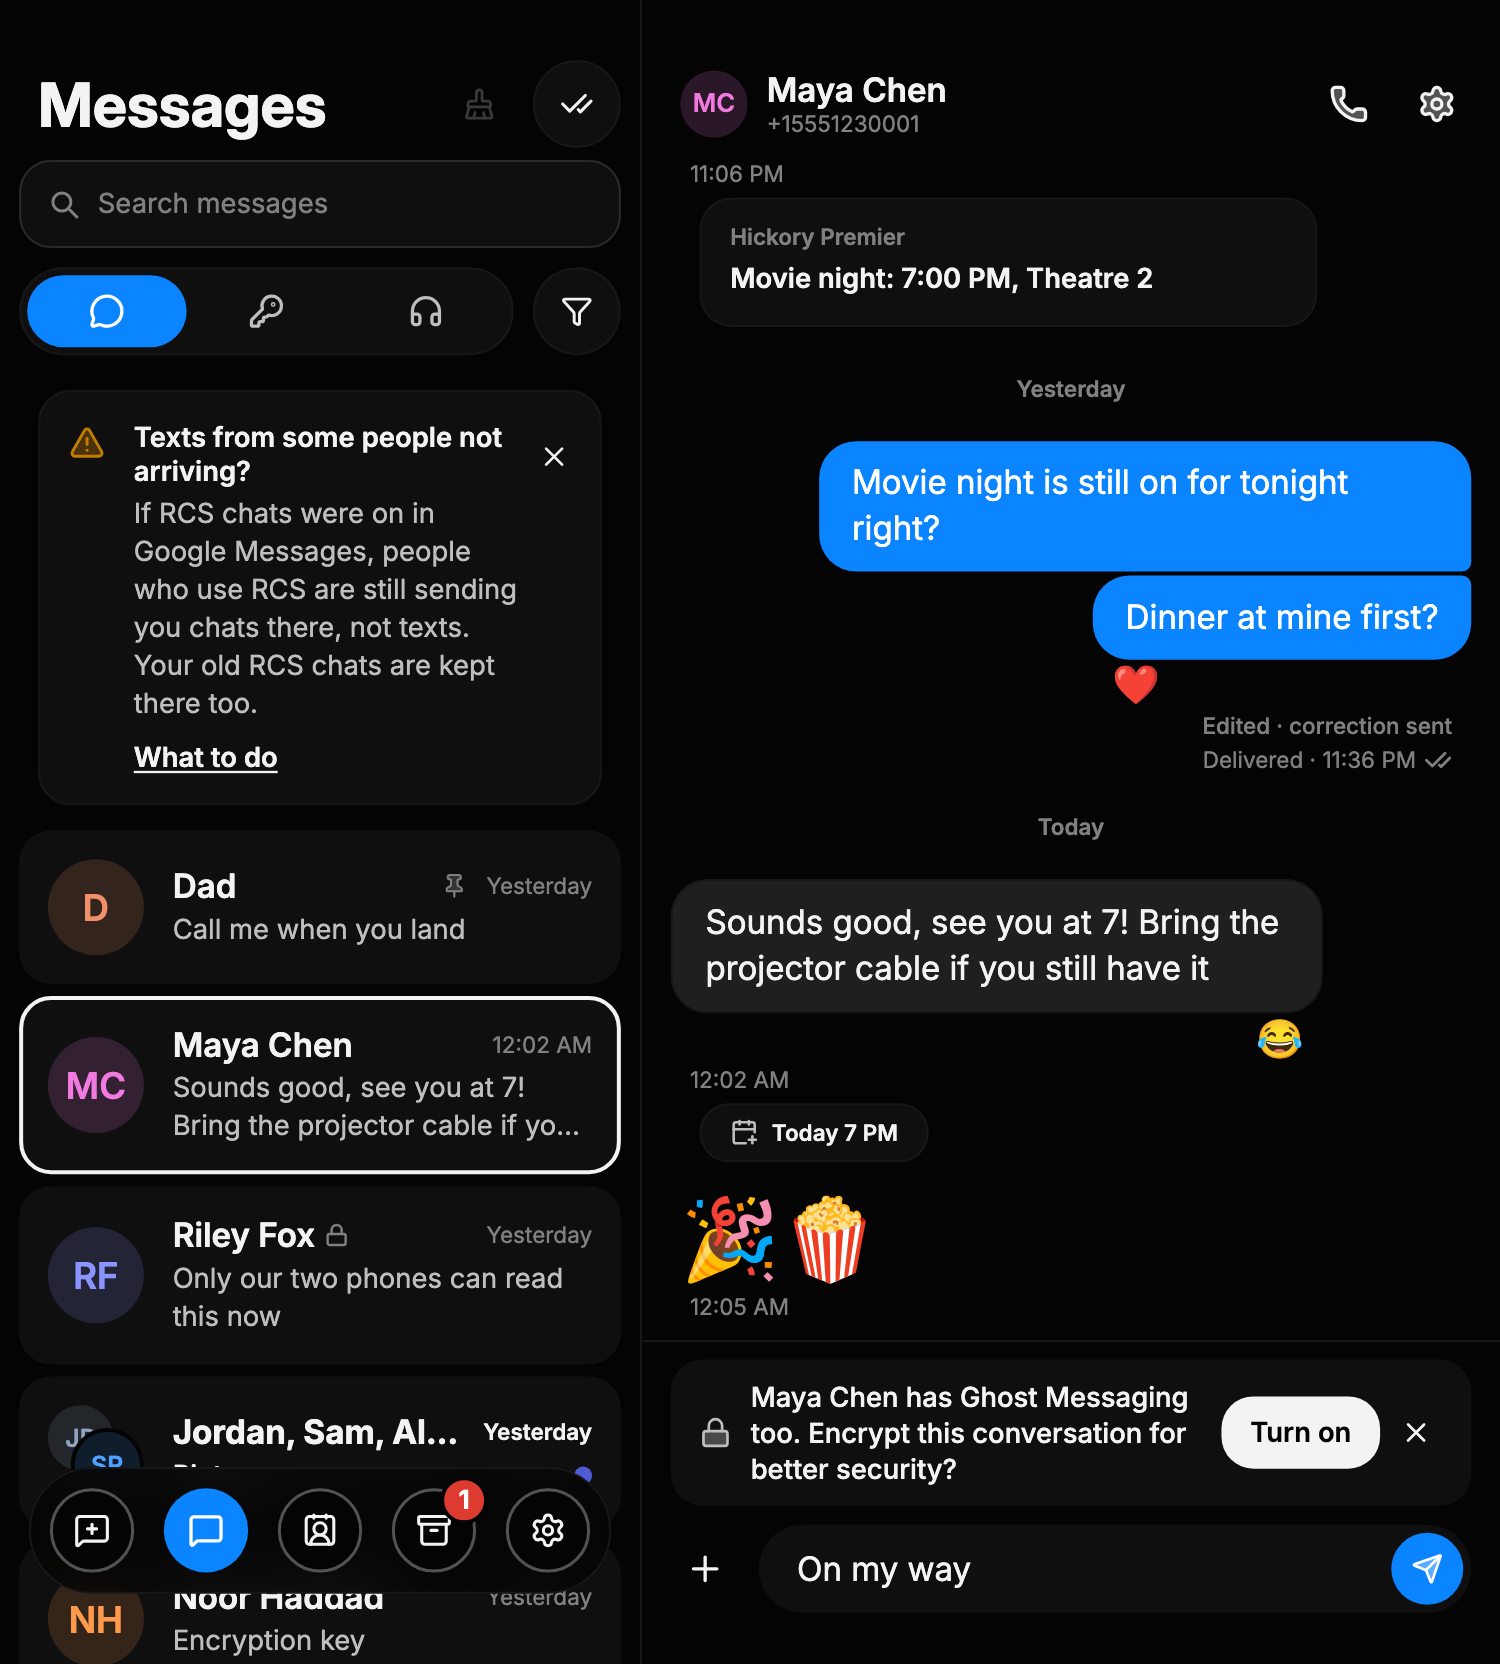 Messages
Search messages
Texts from some people not
arriving?
If RCS chats were on in
Google Messages, people
who use RCS are still sending
you chats there, not texts.
Your old RCS chats are kept
there too.
What to do
D
Dad
Yesterday
Call me when you land
MC
Maya Chen
12:02 AM
Sounds good, see you at 7!
Bring the projector cable if yo...
RF
Riley Fox
Yesterday
Only our two phones can read
this now
Jordan, Sam, Al...
Yesterday
SR
1
NH
Noor Haddad
Yesterday
Encryption key
MC
Maya Chen
+15551230001
11:06 PM
Hickory Premier
Movie night: 7:00 PM, Theatre 2
Yesterday
Movie night is still on for tonight
right?
Dinner at mine first?
Edited · correction sent
Delivered · 11:36 PM
Today
Sounds good, see you at 7! Bring the
projector cable if you still have it
12:02 AM
Today 7 PM
12:05 AM
Maya Chen has Ghost Messaging
too. Encrypt this conversation for
better security?
Turn on
On my way